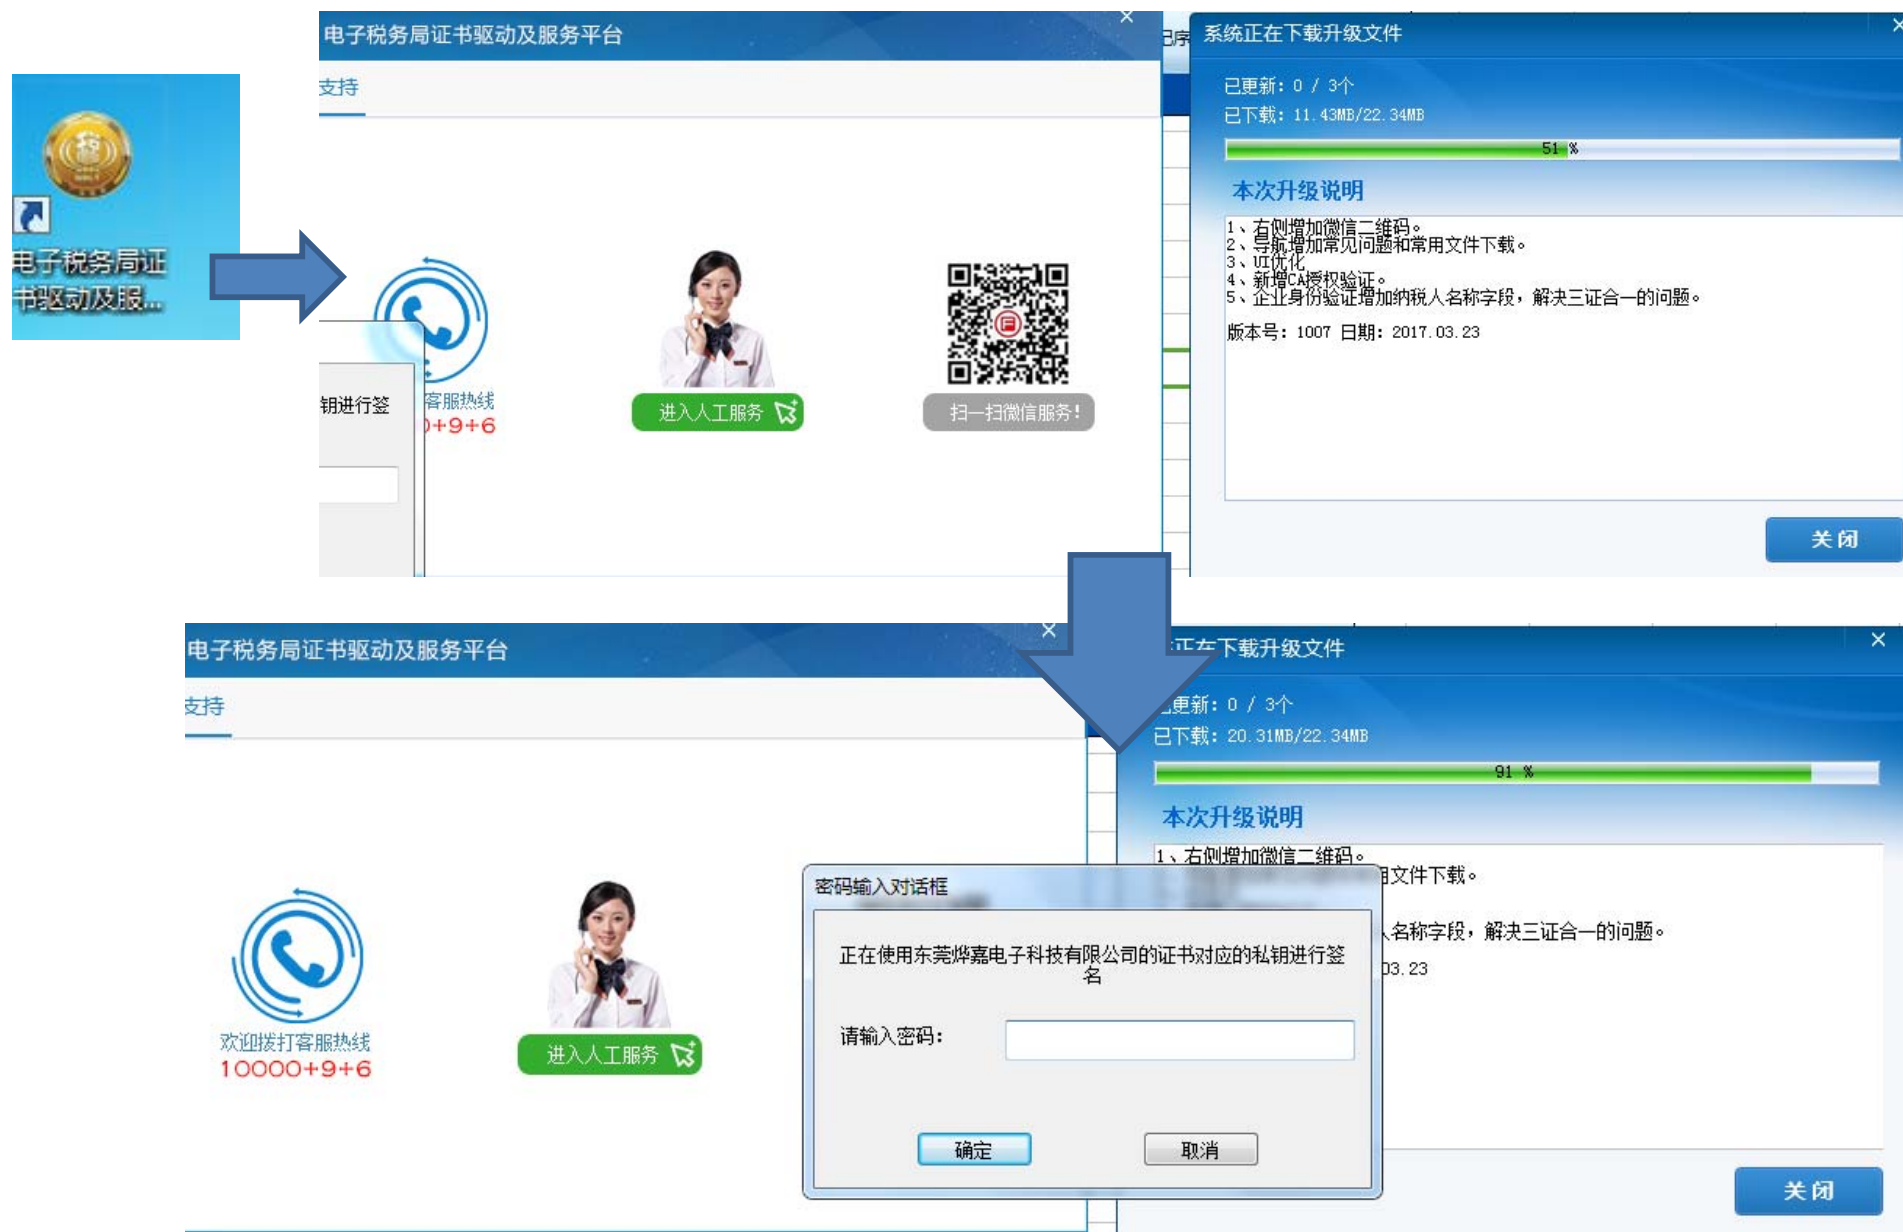 电子税务局证
书驱动及服...
电子税务局证书驱动及服务平台
支持
钥进行签
客服热线
+9+6
进入人工服务
扫一扫微信服务!
系统正在下载升级文件
已更新: 0 / 3个
已下载: 11.43MB/22.34MB
51 %
本次升级说明
1、右侧增加微信二维码。
2、导航增加常见问题和常用文件下载。
3、UI优化
4、新增CA授权验证。
5、企业身份验证增加纳税人名称字段，解决三证合一的问题。
版本号: 1007 日期: 2017.03.23
关闭
电子税务局证书驱动及服务平台
支持
欢迎拨打客服热线
10000+9+6
进入人工服务
正在下载升级文件
更新: 0 / 3个
已下载: 20.31MB/22.34MB
91 %
本次升级说明
1、右侧增加微信二维码。
文件下载。
名称字段，解决三证合一的问题。
03.23
密码输入对话框
正在使用东莞烨嘉电子科技有限公司的证书对应的私钥进行签
名
请输入密码:
确定
取消
关闭